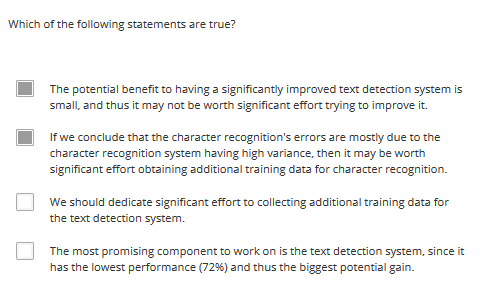 Which of the following statements are true?
The potential benefit to having a significantly improved text detection system is
small, and thus it may not be worth significant effort trying to improve it.
If we conclude that the character recognition's errors are mostly due to the
character recognition system having high variance, then it may be worth
significant effort obtaining additional training data for character recognition.
We should dedicate significant effort to collecting additional training data for
the text detection system.
The most promising component to work on is the text detection system, since it
has the lowest performance (72%) and thus the biggest potential gain.